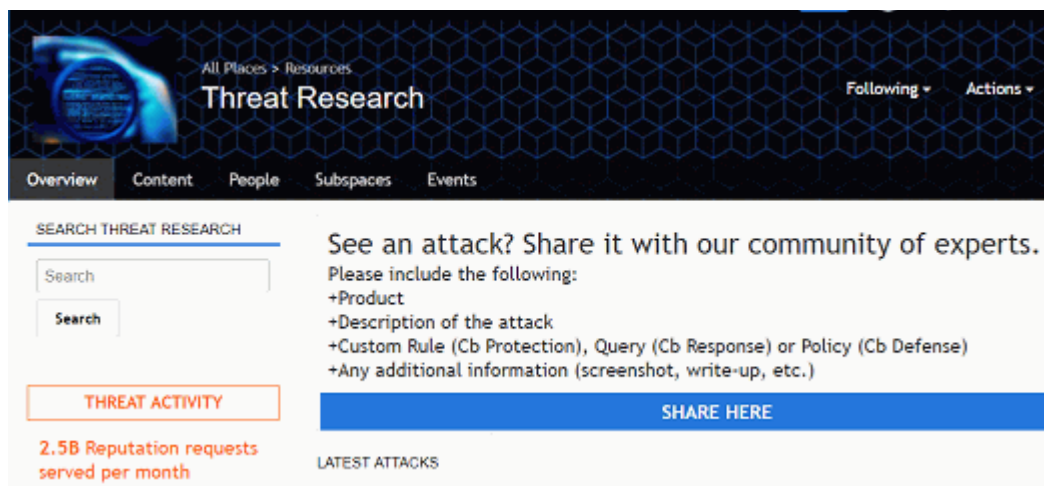 All Places > Resources
Threat Research
Following
Actions
Overview
Content
People
Subspaces
Events
SEARCH THREAT RESEARCH
Search
Search
THREAT ACTIVITY
2.5B Reputation requests
served per month
See an attack? Share it with our community of experts.
Please include the following:
+Product
+Description of the attack
+Custom Rule (Cb Protection), Query (Cb Response) or Policy (Cb Defense)
+Any additional information (screenshot, write-up, etc.)
SHARE HERE
LATEST ATTACKS